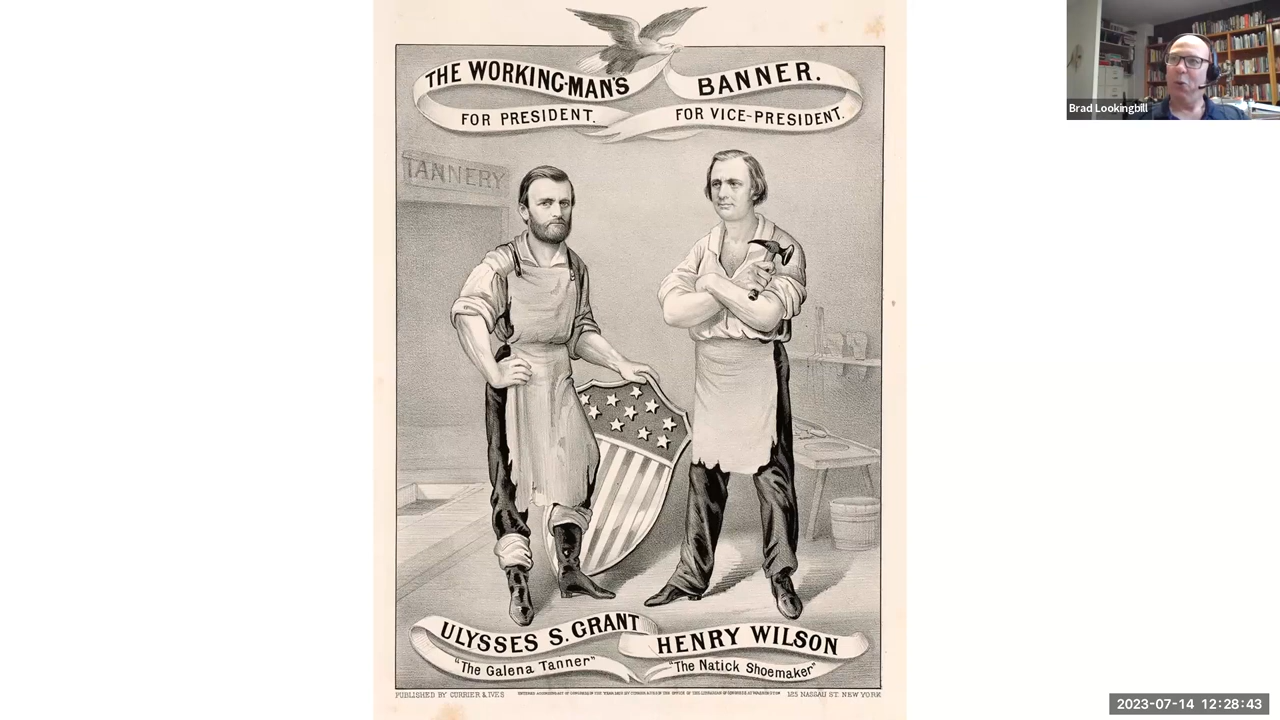 THE WORKING-MAN'S BANNER.
FOR PRESIDENT. FOR VICE-PRESIDENT.
TANNERY
ULYSSES S. GRANT HENRY WILSON
"The Galena Tanner" "The Natick Shoemaker"
PUBLISHED BY CURRIER & IVES
125 NASSAU ST. NEW YORK
Brad Lookingbill
2023-07-14 12:28:43